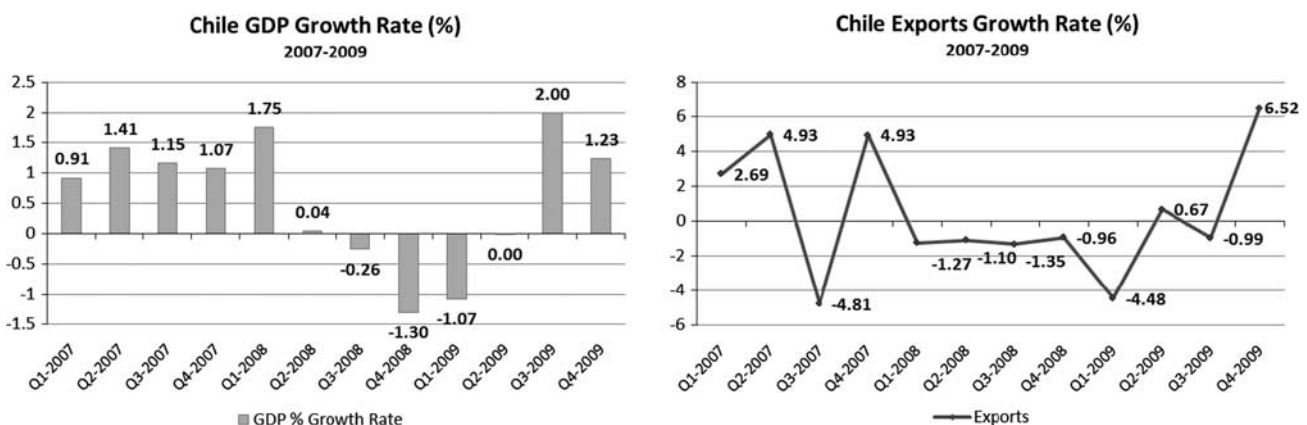 Chile GDP Growth Rate (%)
2007-2009
2.5
2
1.5
1
0.5
0
-0.5
-1
-1.5
0.91
1.41
1.15
1.07
1.75
0.04
-0.26
-1.30
-1.07
0.00
2.00
1.23
Q1-2007
Q2-2007
Q3-2007
Q4-2007
Q1-2008
Q2-2008
Q3-2008
Q4-2008
Q1-2009
Q2-2009
Q3-2009
Q4-2009
GDP % Growth Rate
Chile Exports Growth Rate (%)
2007-2009
8
6
4
2
0
-2
-4
-6
2.69
4.93
-4.81
4.93
-1.27
-1.10
-1.35
-0.96
-4.48
0.67
-0.99
6.52
Q1-2007
Q2-2007
Q3-2007
Q4-2007
Q1-2008
Q2-2008
Q3-2008
Q4-2008
Q1-2009
Q2-2009
Q3-2009
Q4-2009
Exports